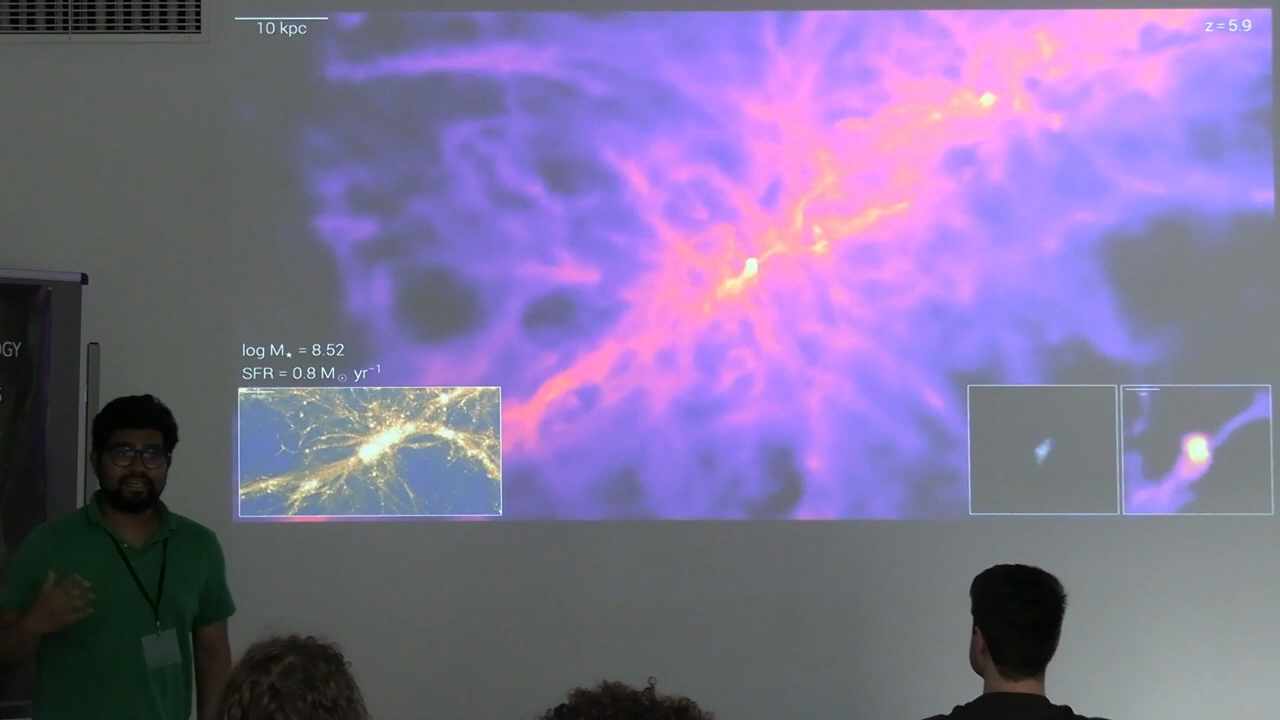 10 kpc
z = 5.9
log M⋆ = 8.52
SFR = 0.8 M☉ yr⁻¹
OGY